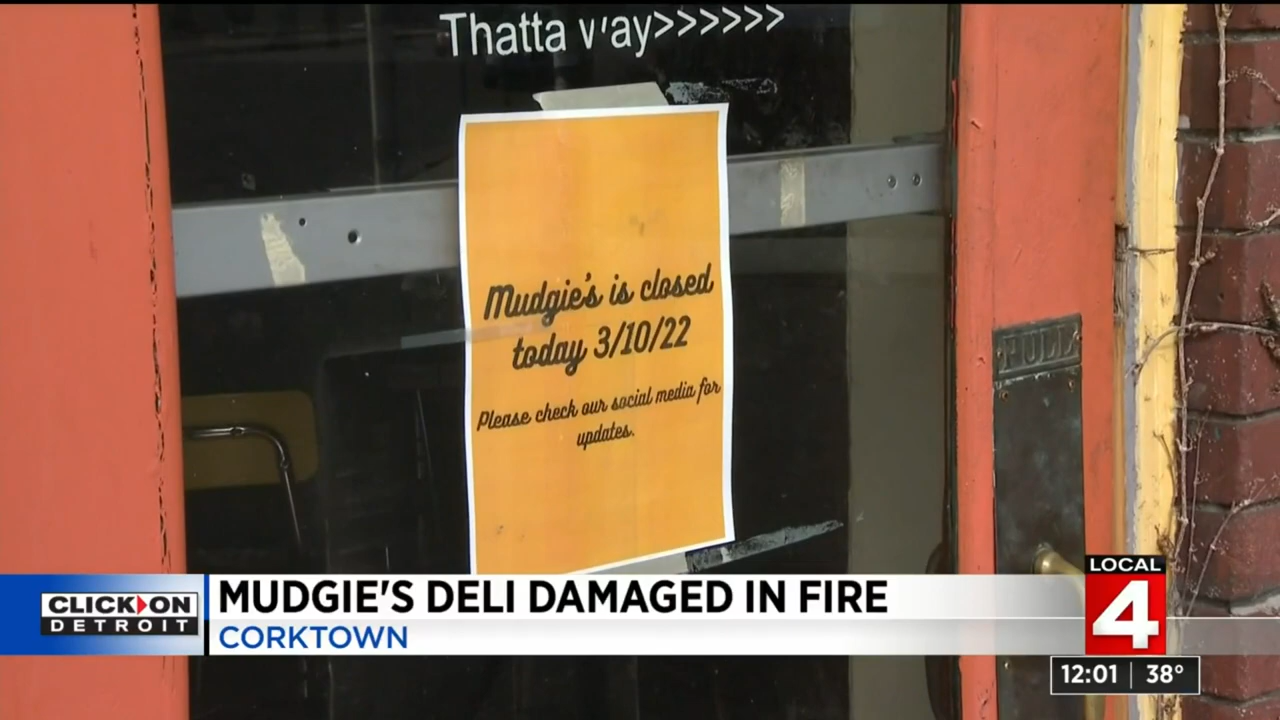 Thatta way>>>>>>
Mudgie's is closed
today 3/10/22
Please check our social media for
updates.
PULL
LOCAL
4
CLICK ON
DETROIT
MUDGIE'S DELI DAMAGED IN FIRE
CORKTOWN
12:01 | 38°